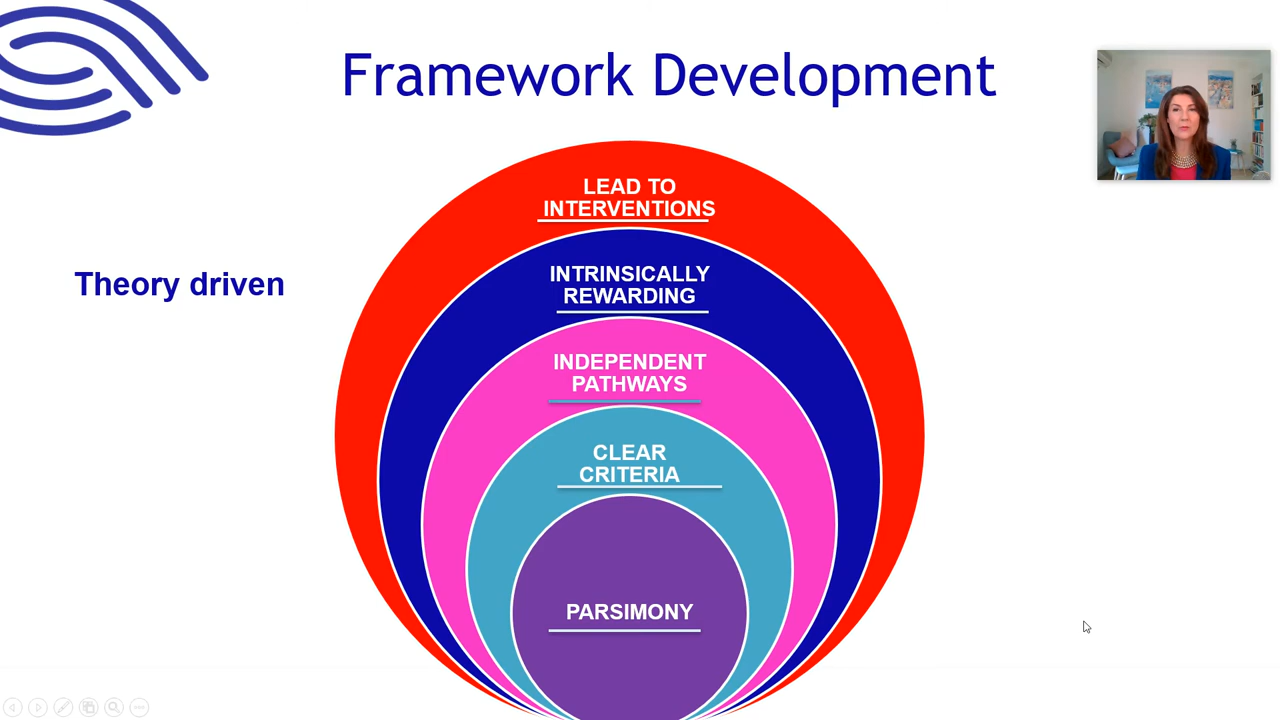 Framework Development
LEAD TO
INTERVENTIONS
Theory driven
INTRINSICALLY
REWARDING
INDEPENDENT
PATHWAYS
CLEAR
CRITERIA
PARSIMONY